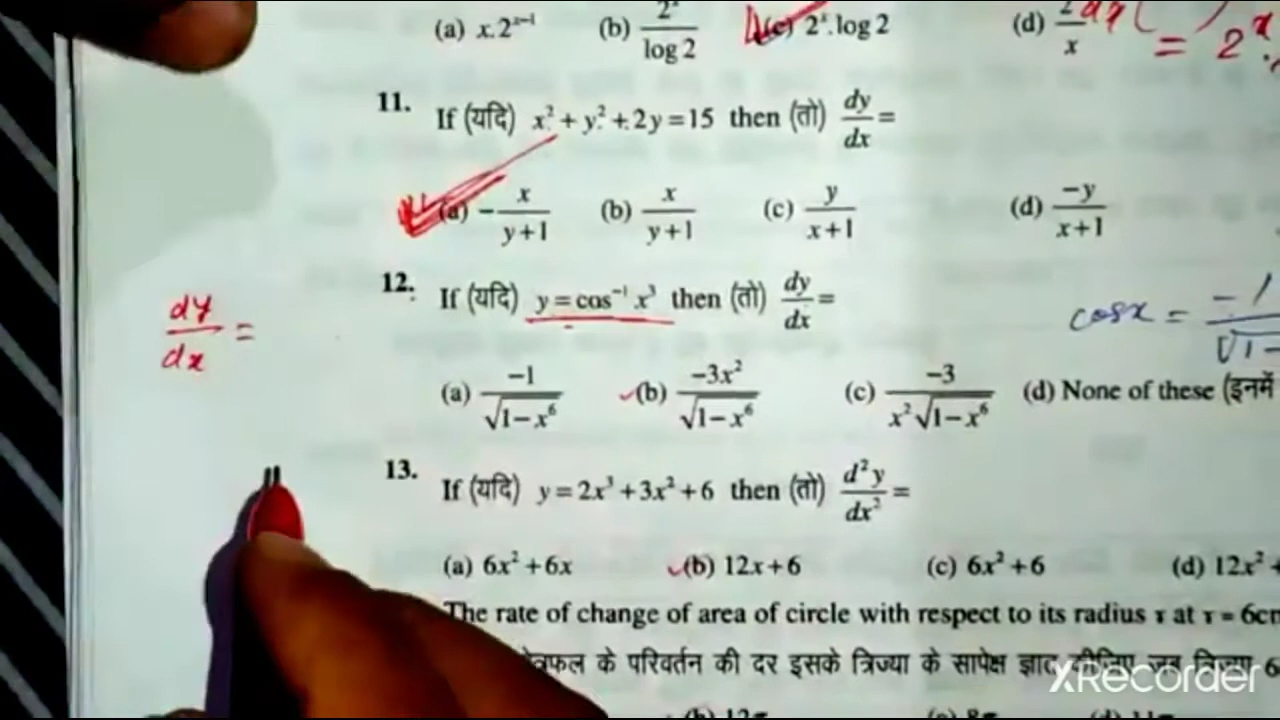 (a) x.2^{x-1} (b) 2^x/log 2 (c) 2^x.log 2 (d) 2/x = 2^x
11. If (यदि) x²+y²+2y=15 then (तो) dy/dx =
(a) -x/(y+1) (b) x/(y+1) (c) y/(x+1) (d) -y/(x+1)
12. If (यदि) y=cos⁻¹ x³ then (तो) dy/dx =
dy/dx =
cosx = -1/√1-
(a) -1/√1-x⁶ (b) -3x²/√1-x⁶ (c) -3/x²√1-x⁶ (d) None of these (इनमें
13. If (यदि) y=2x³+3x²+6 then (तो) d²y/dx² =
(a) 6x²+6x (b) 12x+6 (c) 6x²+6 (d) 12x²
The rate of change of area of circle with respect to its radius r at r = 6cm
के परिवर्तन की दर इसके त्रिज्या के सापेक्ष ज्ञात कीजिए जब त्रिज्या 6
XRecorder